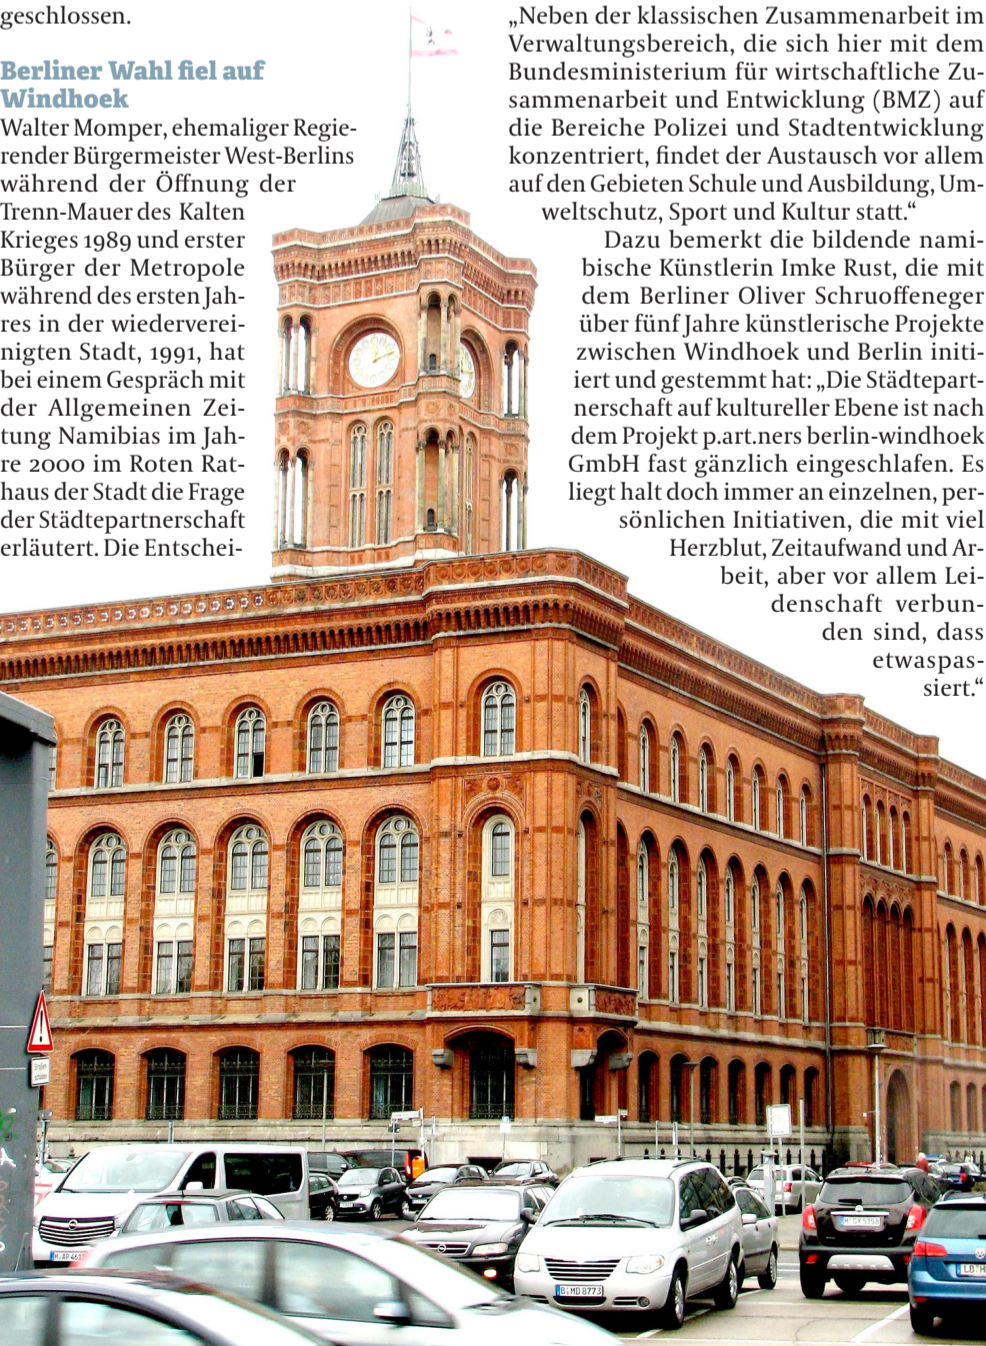 geschlossen.
Berliner Wahl fiel auf
Windhoek
Walter Momper, ehemaliger Regie-
render Bürgermeister West-Berlins
während der Öffnung der
Trenn-Mauer des Kalten
Krieges 1989 und erster
Bürger der Metropole
während des ersten Jah-
res in der wiederverei-
nigten Stadt, 1991, hat
bei einem Gespräch mit
der Allgemeinen Zei-
tung Namibias im Jah-
re 2000 im Roten Rat-
haus der Stadt die Frage
der Städtepartnerschaft
erläutert. Die Entschei-
„Neben der klassischen Zusammenarbeit im
Verwaltungsbereich, die sich hier mit dem
Bundesministerium für wirtschaftliche Zu-
sammenarbeit und Entwicklung (BMZ) auf
die Bereiche Polizei und Stadtentwicklung
konzentriert, findet der Austausch vor allem
auf den Gebieten Schule und Ausbildung, Um-
weltschutz, Sport und Kultur statt.“
Dazu bemerkt die bildende nami-
bische Künstlerin Imke Rust, die mit
dem Berliner Oliver Schruoffeneger
über fünf Jahre künstlerische Projekte
zwischen Windhoek und Berlin initi-
iert und gestemmt hat: „Die Städtepart-
nerschaft auf kultureller Ebene ist nach
dem Projekt p.art.ners berlin-windhoek
GmbH fast gänzlich eingeschlafen. Es
liegt halt doch immer an einzelnen, per-
sönlichen Initiativen, die mit viel
Herzblut, Zeitaufwand und Ar-
beit, aber vor allem Lei-
denschaft verbun-
den sind, dass
etwaspas-
siert.“
B:MD 8773